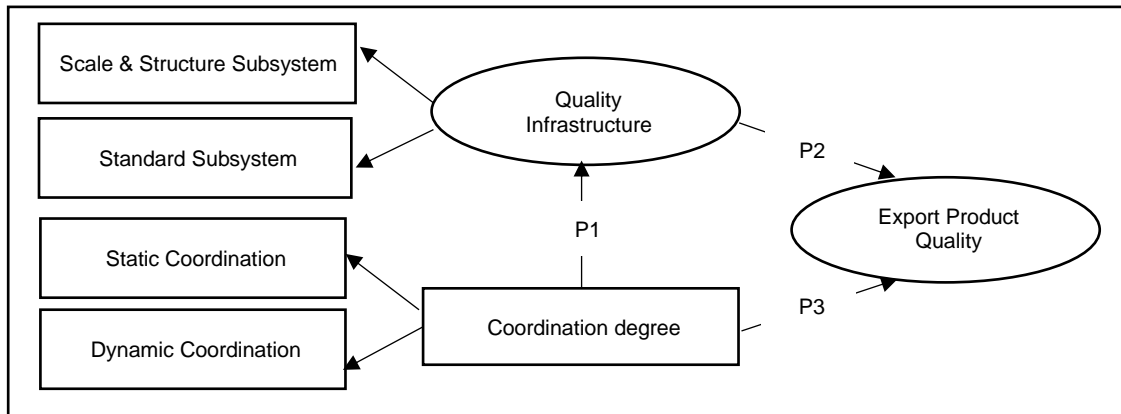 Scale & Structure Subsystem
Quality
Infrastructure
P2
Standard Subsystem
Export Product
Quality
P1
Static Coordination
P3
Coordination degree
Dynamic Coordination